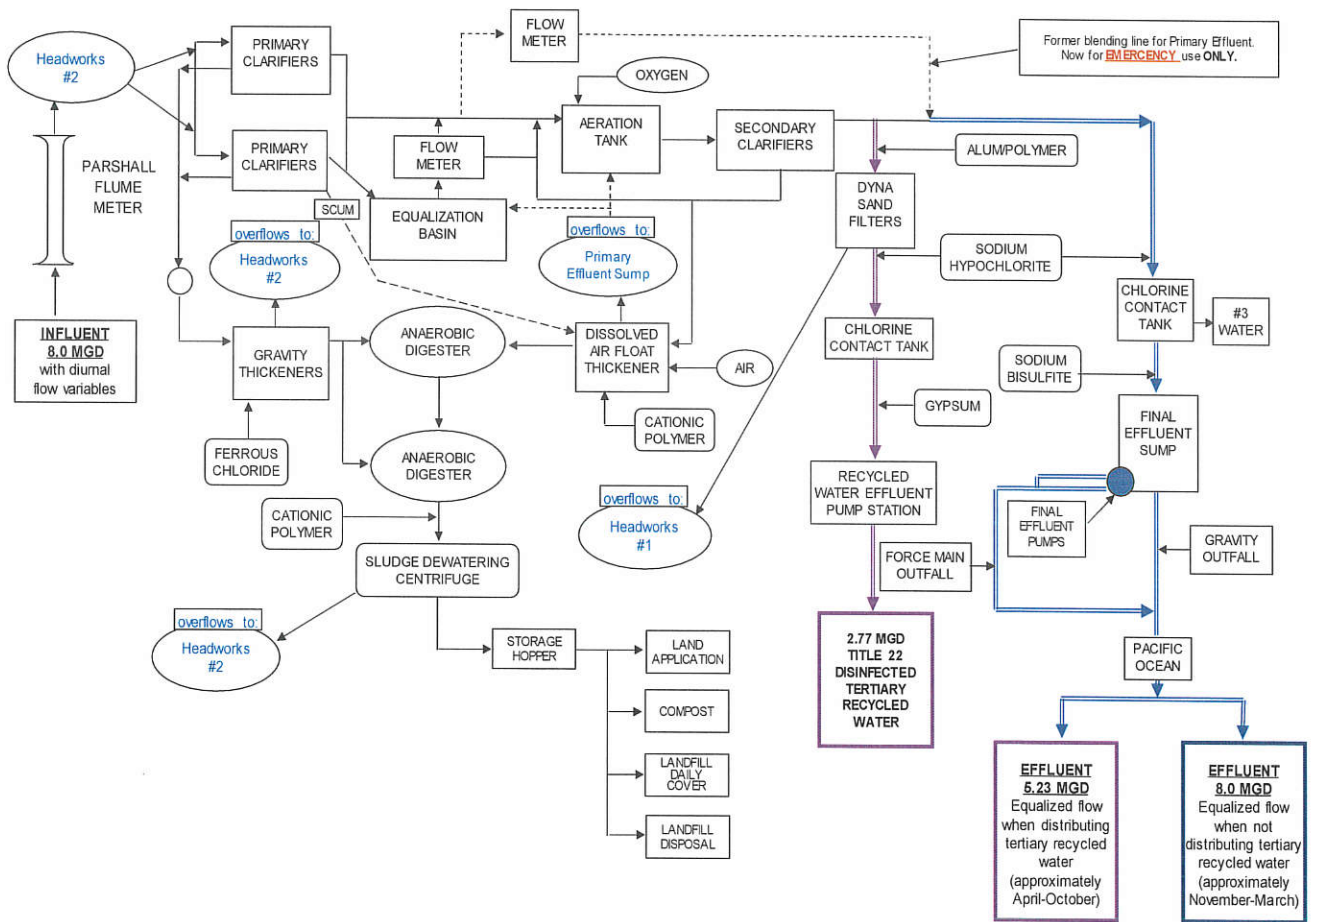 Headworks
#2
PRIMARY
CLARIFIERS
FLOW
METER
Former blending line for Primary Effluent.
Now for EMERGENCY use ONLY.
OXYGEN
AERATION
TANK
SECONDARY
CLARIFIERS
PRIMARY
CLARIFIERS
FLOW
METER
ALUM/POLYMER
PARSHALL
FLUME
METER
SCUM
EQUALIZATION
BASIN
DYNA
SAND
FILTERS
overflows to:
Headworks
#2
overflows to:
Primary
Effluent Sump
SODIUM
HYPOCHLORITE
CHLORINE
CONTACT
TANK
#3
WATER
INFLUENT
8.0 MGD
with diurnal
flow variables
GRAVITY
THICKENERS
ANAEROBIC
DIGESTER
DISSOLVED
AIR FLOAT
THICKENER
AIR
CHLORINE
CONTACT TANK
SODIUM
BISULFITE
GYPSUM
FERROUS
CHLORIDE
ANAEROBIC
DIGESTER
CATIONIC
POLYMER
FINAL
EFFLUENT
SUMP
RECYCLED
WATER EFFLUENT
PUMP STATION
overflows to:
Headworks
#1
CATIONIC
POLYMER
FINAL
EFFLUENT
PUMPS
GRAVITY
OUTFALL
FORCE MAIN
OUTFALL
SLUDGE DEWATERING
CENTRIFUGE
overflows to:
Headworks
#2
STORAGE
HOPPER
LAND
APPLICATION
COMPOST
LANDFILL
DAILY
COVER
LANDFILL
DISPOSAL
2.77 MGD
TITLE 22
DISINFECTED
TERTIARY
RECYCLED
WATER
PACIFIC
OCEAN
EFFLUENT
5.23 MGD
Equalized flow
when distributing
tertiary recycled
water
(approximately
April-October)
EFFLUENT
8.0 MGD
Equalized flow
when not
distributing tertiary
recycled water
(approximately
November-March)